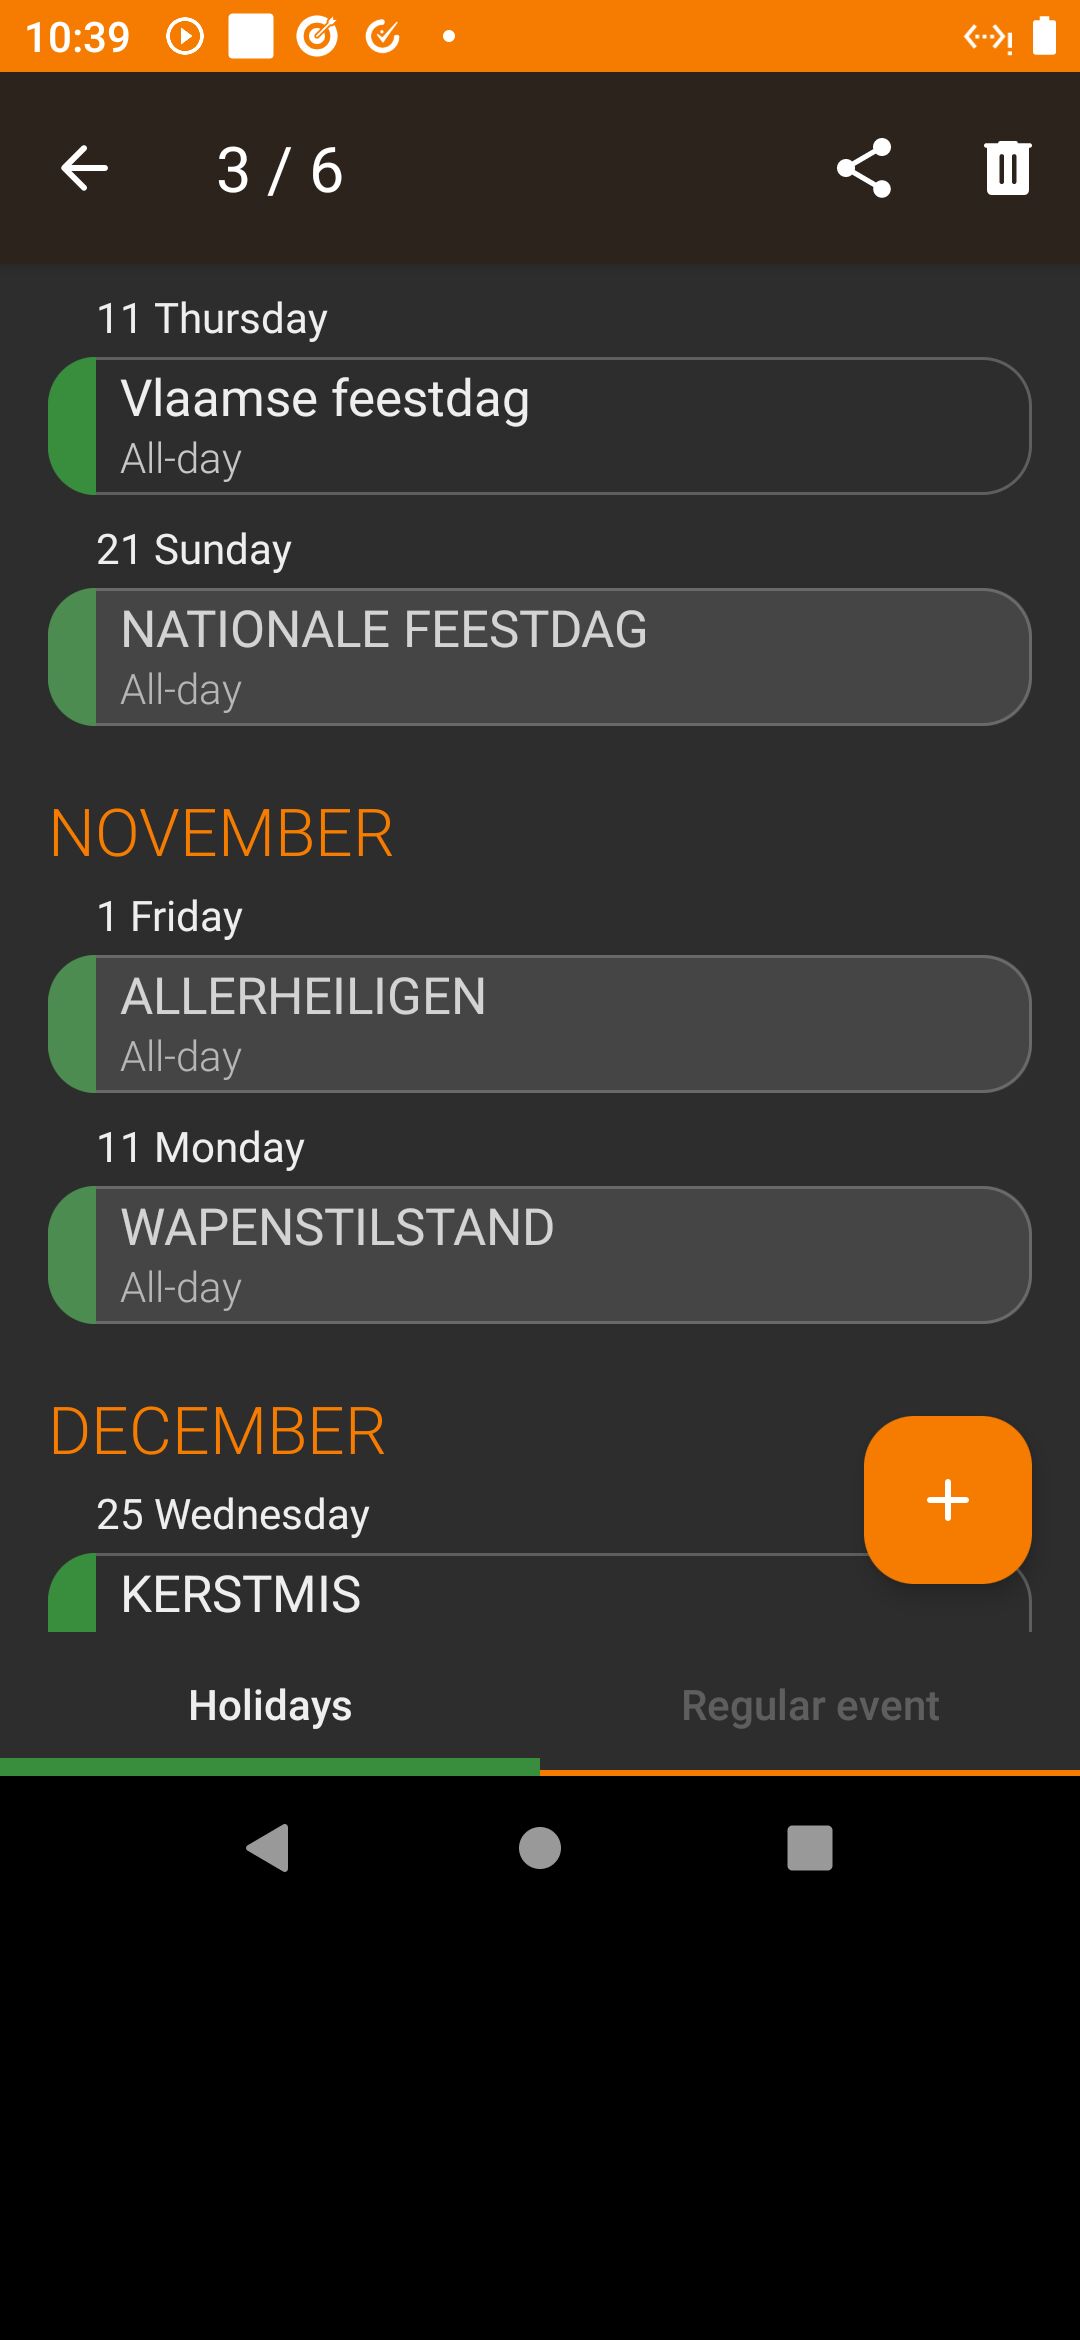 10:39
3 / 6
11 Thursday
Vlaamse feestdag
All-day
21 Sunday
NATIONALE FEESTDAG
All-day
NOVEMBER
1 Friday
ALLERHEILIGEN
All-day
11 Monday
WAPENSTILSTAND
All-day
DECEMBER
25 Wednesday
KERSTMIS
Holidays
Regular event